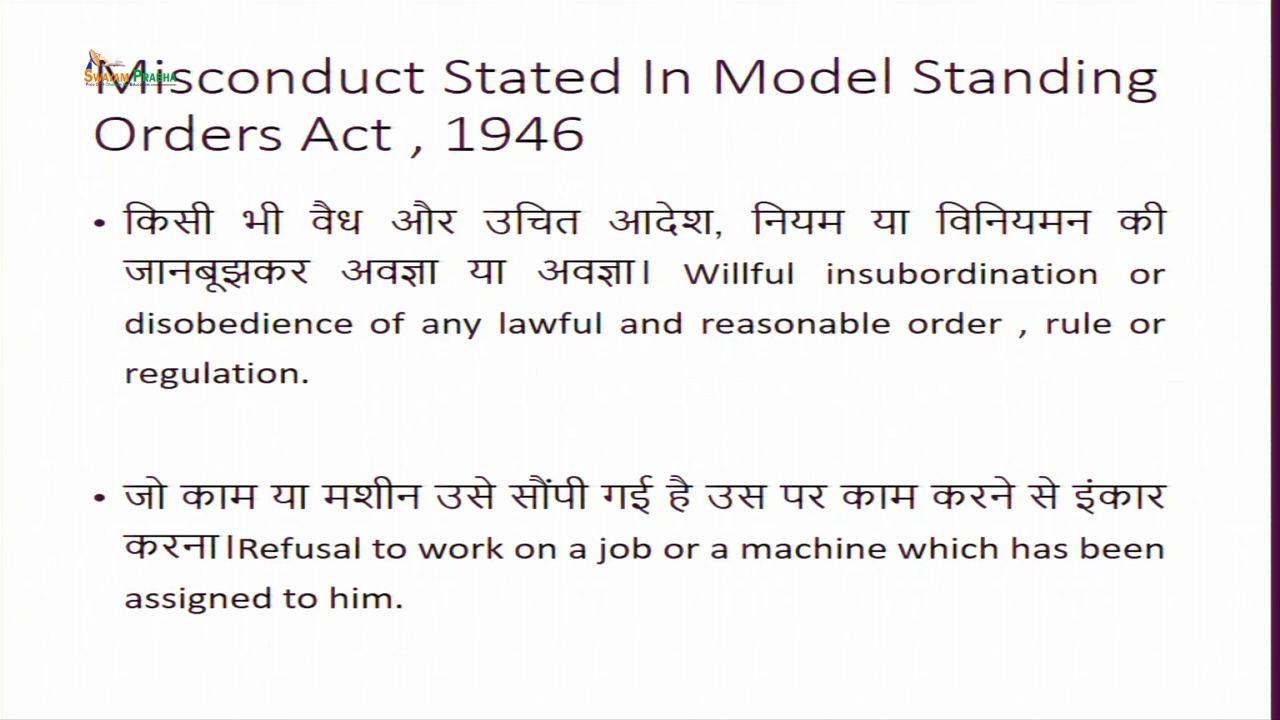 SWAYAM PRABHA
Misconduct Stated In Model Standing
Orders Act , 1946
• किसी भी वैध और उचित आदेश, नियम या विनियमन की
जानबूझकर अवज्ञा या अवज्ञा। Willful insubordination or
disobedience of any lawful and reasonable order , rule or
regulation.
• जो काम या मशीन उसे सौंपी गई है उस पर काम करने से इंकार
करना।Refusal to work on a job or a machine which has been
assigned to him.